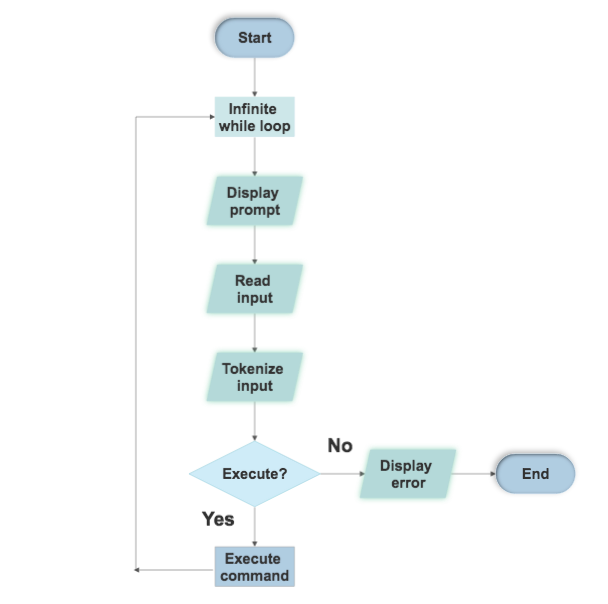 Start
Infinite
while loop
Display
prompt
Read
input
Tokenize
input
Execute?
No
Display
error
End
Yes
Execute
command